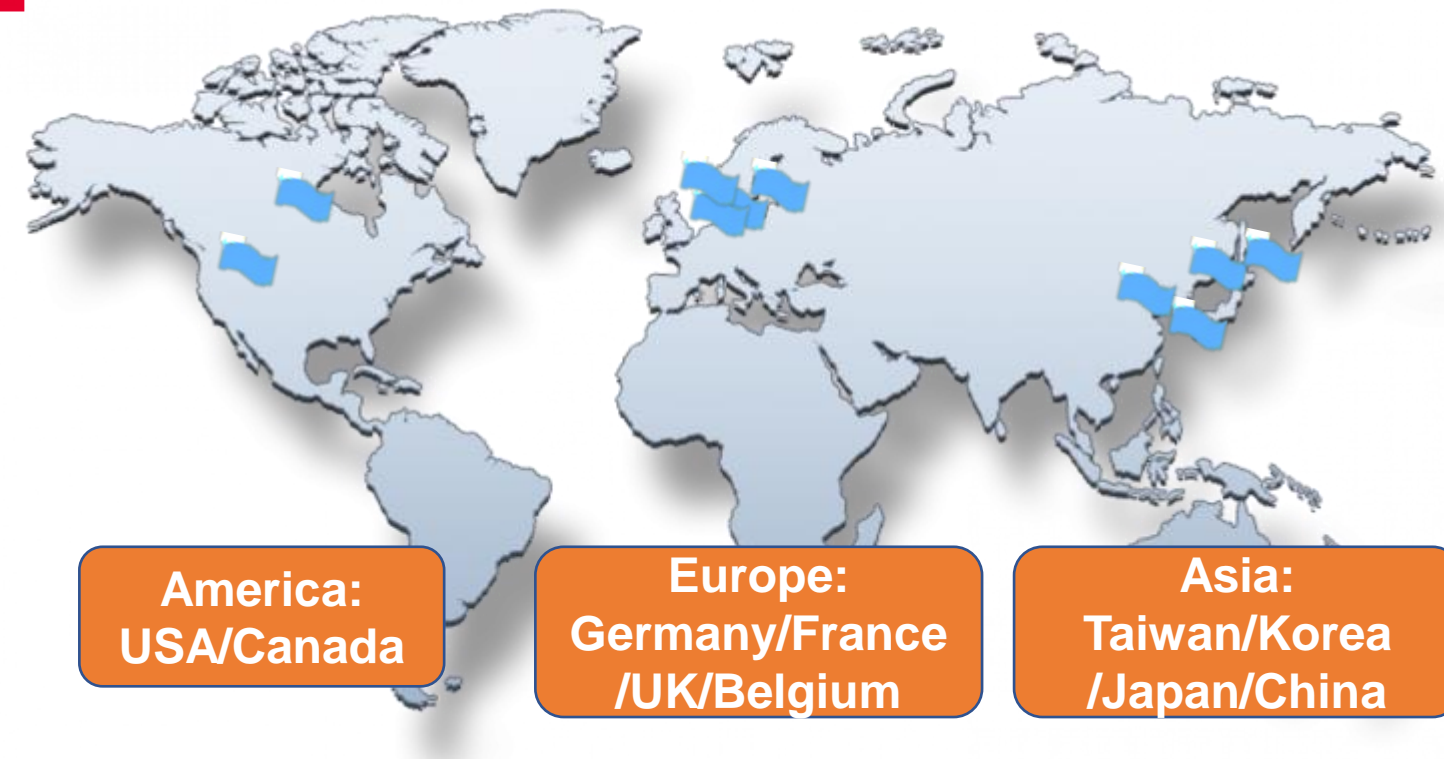 America:
USA/Canada
Europe:
Germany/France
/UK/Belgium
Asia:
Taiwan/Korea
/Japan/China